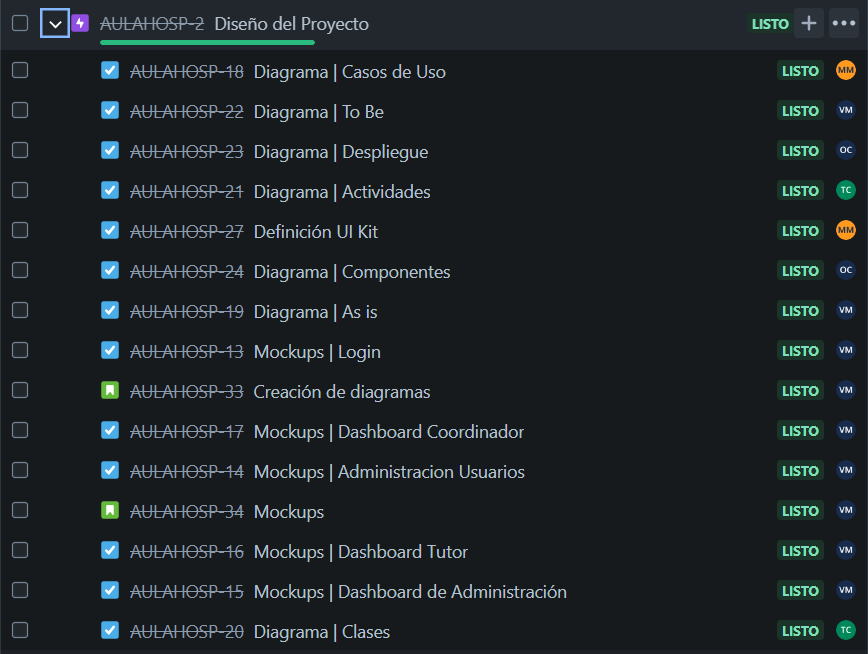 AULAHOSP-2 Diseño del Proyecto LISTO
AULAHOSP-18 Diagrama | Casos de Uso LISTO MM
AULAHOSP-22 Diagrama | To Be LISTO VM
AULAHOSP-23 Diagrama | Despliegue LISTO OC
AULAHOSP-21 Diagrama | Actividades LISTO TC
AULAHOSP-27 Definición UI Kit LISTO MM
AULAHOSP-24 Diagrama | Componentes LISTO OC
AULAHOSP-19 Diagrama | As is LISTO VM
AULAHOSP-13 Mockups | Login LISTO VM
AULAHOSP-33 Creación de diagramas LISTO VM
AULAHOSP-17 Mockups | Dashboard Coordinador LISTO VM
AULAHOSP-14 Mockups | Administracion Usuarios LISTO VM
AULAHOSP-34 Mockups LISTO VM
AULAHOSP-16 Mockups | Dashboard Tutor LISTO VM
AULAHOSP-15 Mockups | Dashboard de Administración LISTO VM
AULAHOSP-20 Diagrama | Clases LISTO TC